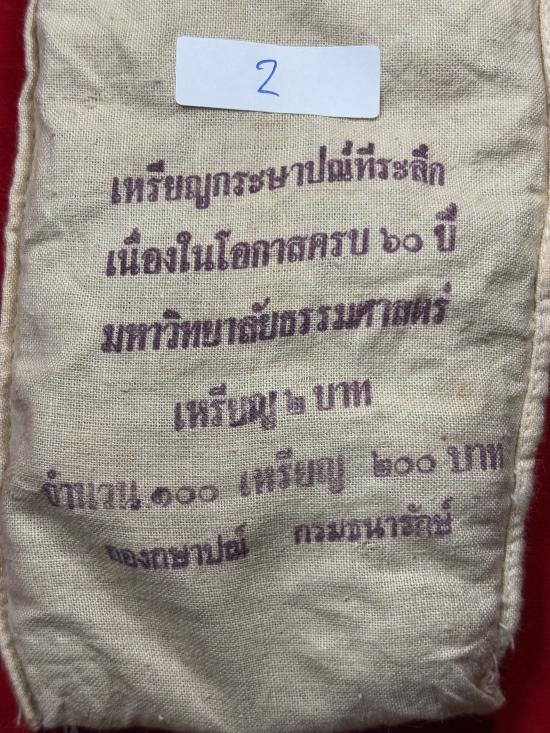 2
เหรียญกระษาปณ์ที่ระลึก
เนื่องในโอกาสครบ ๖๐ ปี
มหาวิทยาลัยธรรมศาสตร์
เหรียญ ๒ บาท
จำนวน ๑๐๐ เหรียญ ๒๐๐ บาท
กองกษาปณ์ กรมธนารักษ์